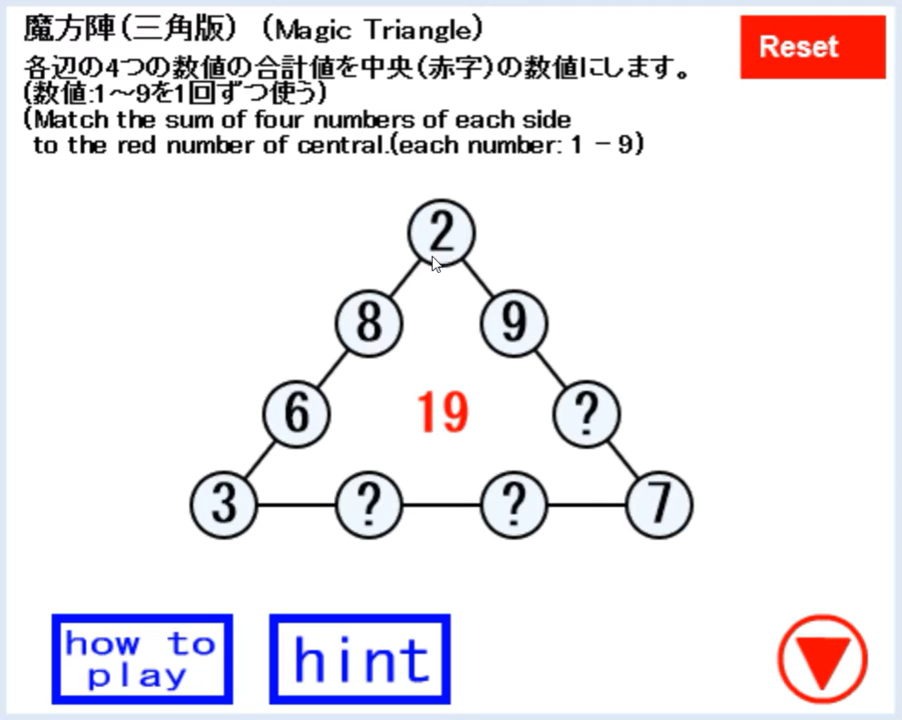 魔方陣(三角版) (Magic Triangle)
Reset
各辺の4つの数値の合計値を中央(赤字)の数値にします。
(数値:1～9を1回ずつ使う)
(Match the sum of four numbers of each side
to the red number of central.(each number: 1 - 9)
2
8
9
6
19
?
3
?
?
7
how to
play
hint